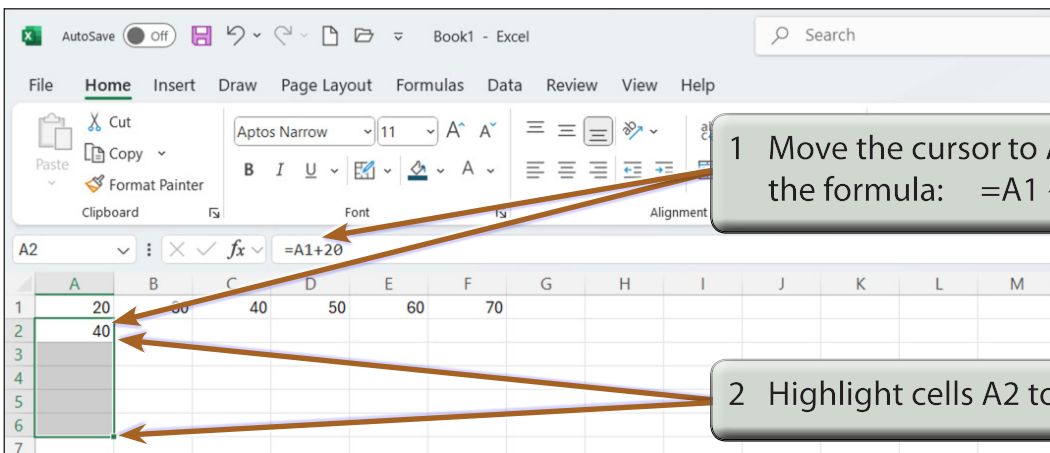 AutoSave Off Book1 - Excel Search
File Home Insert Draw Page Layout Formulas Data Review View Help
Paste Cut Copy Format Painter
Aptos Narrow 11 A^ A˅
B I U A
Clipboard Font Alignment
1 Move the cursor to A
the formula: =A1
A2 fx =A1+20
A B C D E F G H I J K L M
1 20 30 40 50 60 70
2 40
3
4
5
6
7
2 Highlight cells A2 to